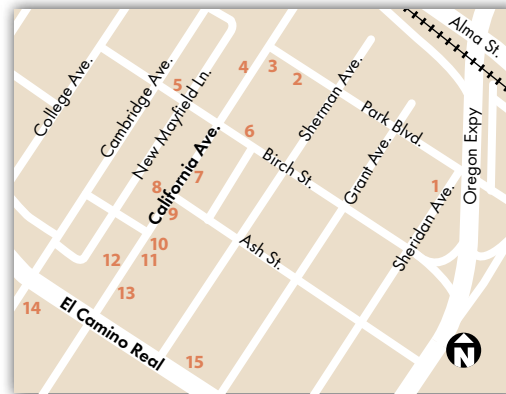 Alma St.
College Ave.
Cambridge Ave.
New Mayfield Ln.
5
4
3
2
Sherman Ave.
Park Blvd.
Oregon Expy
6
Birch St.
Grant Ave.
1
Sheridan Ave.
California Ave.
8
7
9
Ash St.
10
12
11
13
14
El Camino Real
15
N